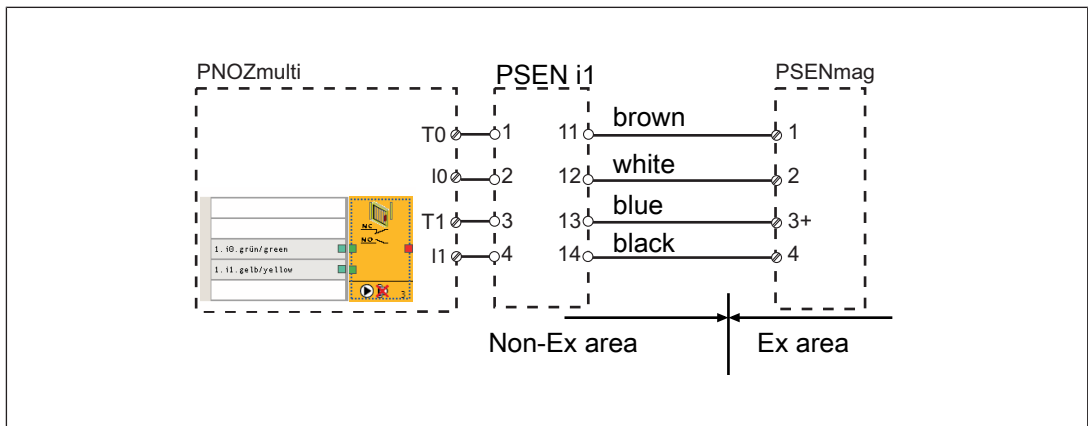 PNOZmulti PSEN i1 PSENmag
T0 1 11 brown 1
I0 2 12 white 2
T1 3 13 blue 3+
I1 4 14 black 4
NC
NO
1.i0.grün/green
1.i1.gelb/yellow
3
Non-Ex area Ex area